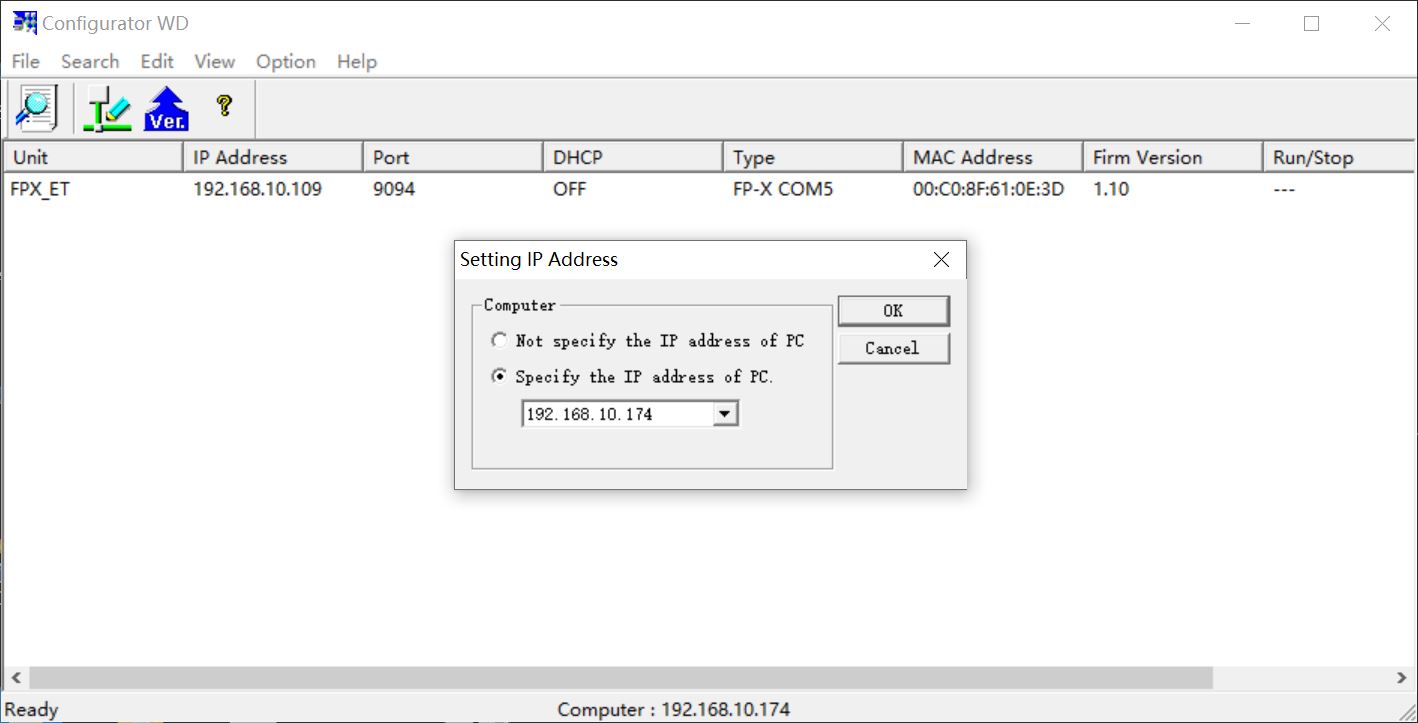 Configurator WD
File Search Edit View Option Help
Ver. ?
Unit IP Address Port DHCP Type MAC Address Firm Version Run/Stop
FPX_ET 192.168.10.109 9094 OFF FP-X COM5 00:C0:8F:61:0E:3D 1.10 ---
Setting IP Address
Computer
OK
Not specify the IP address of PC
Cancel
Specify the IP address of PC.
192.168.10.174
Ready Computer : 192.168.10.174